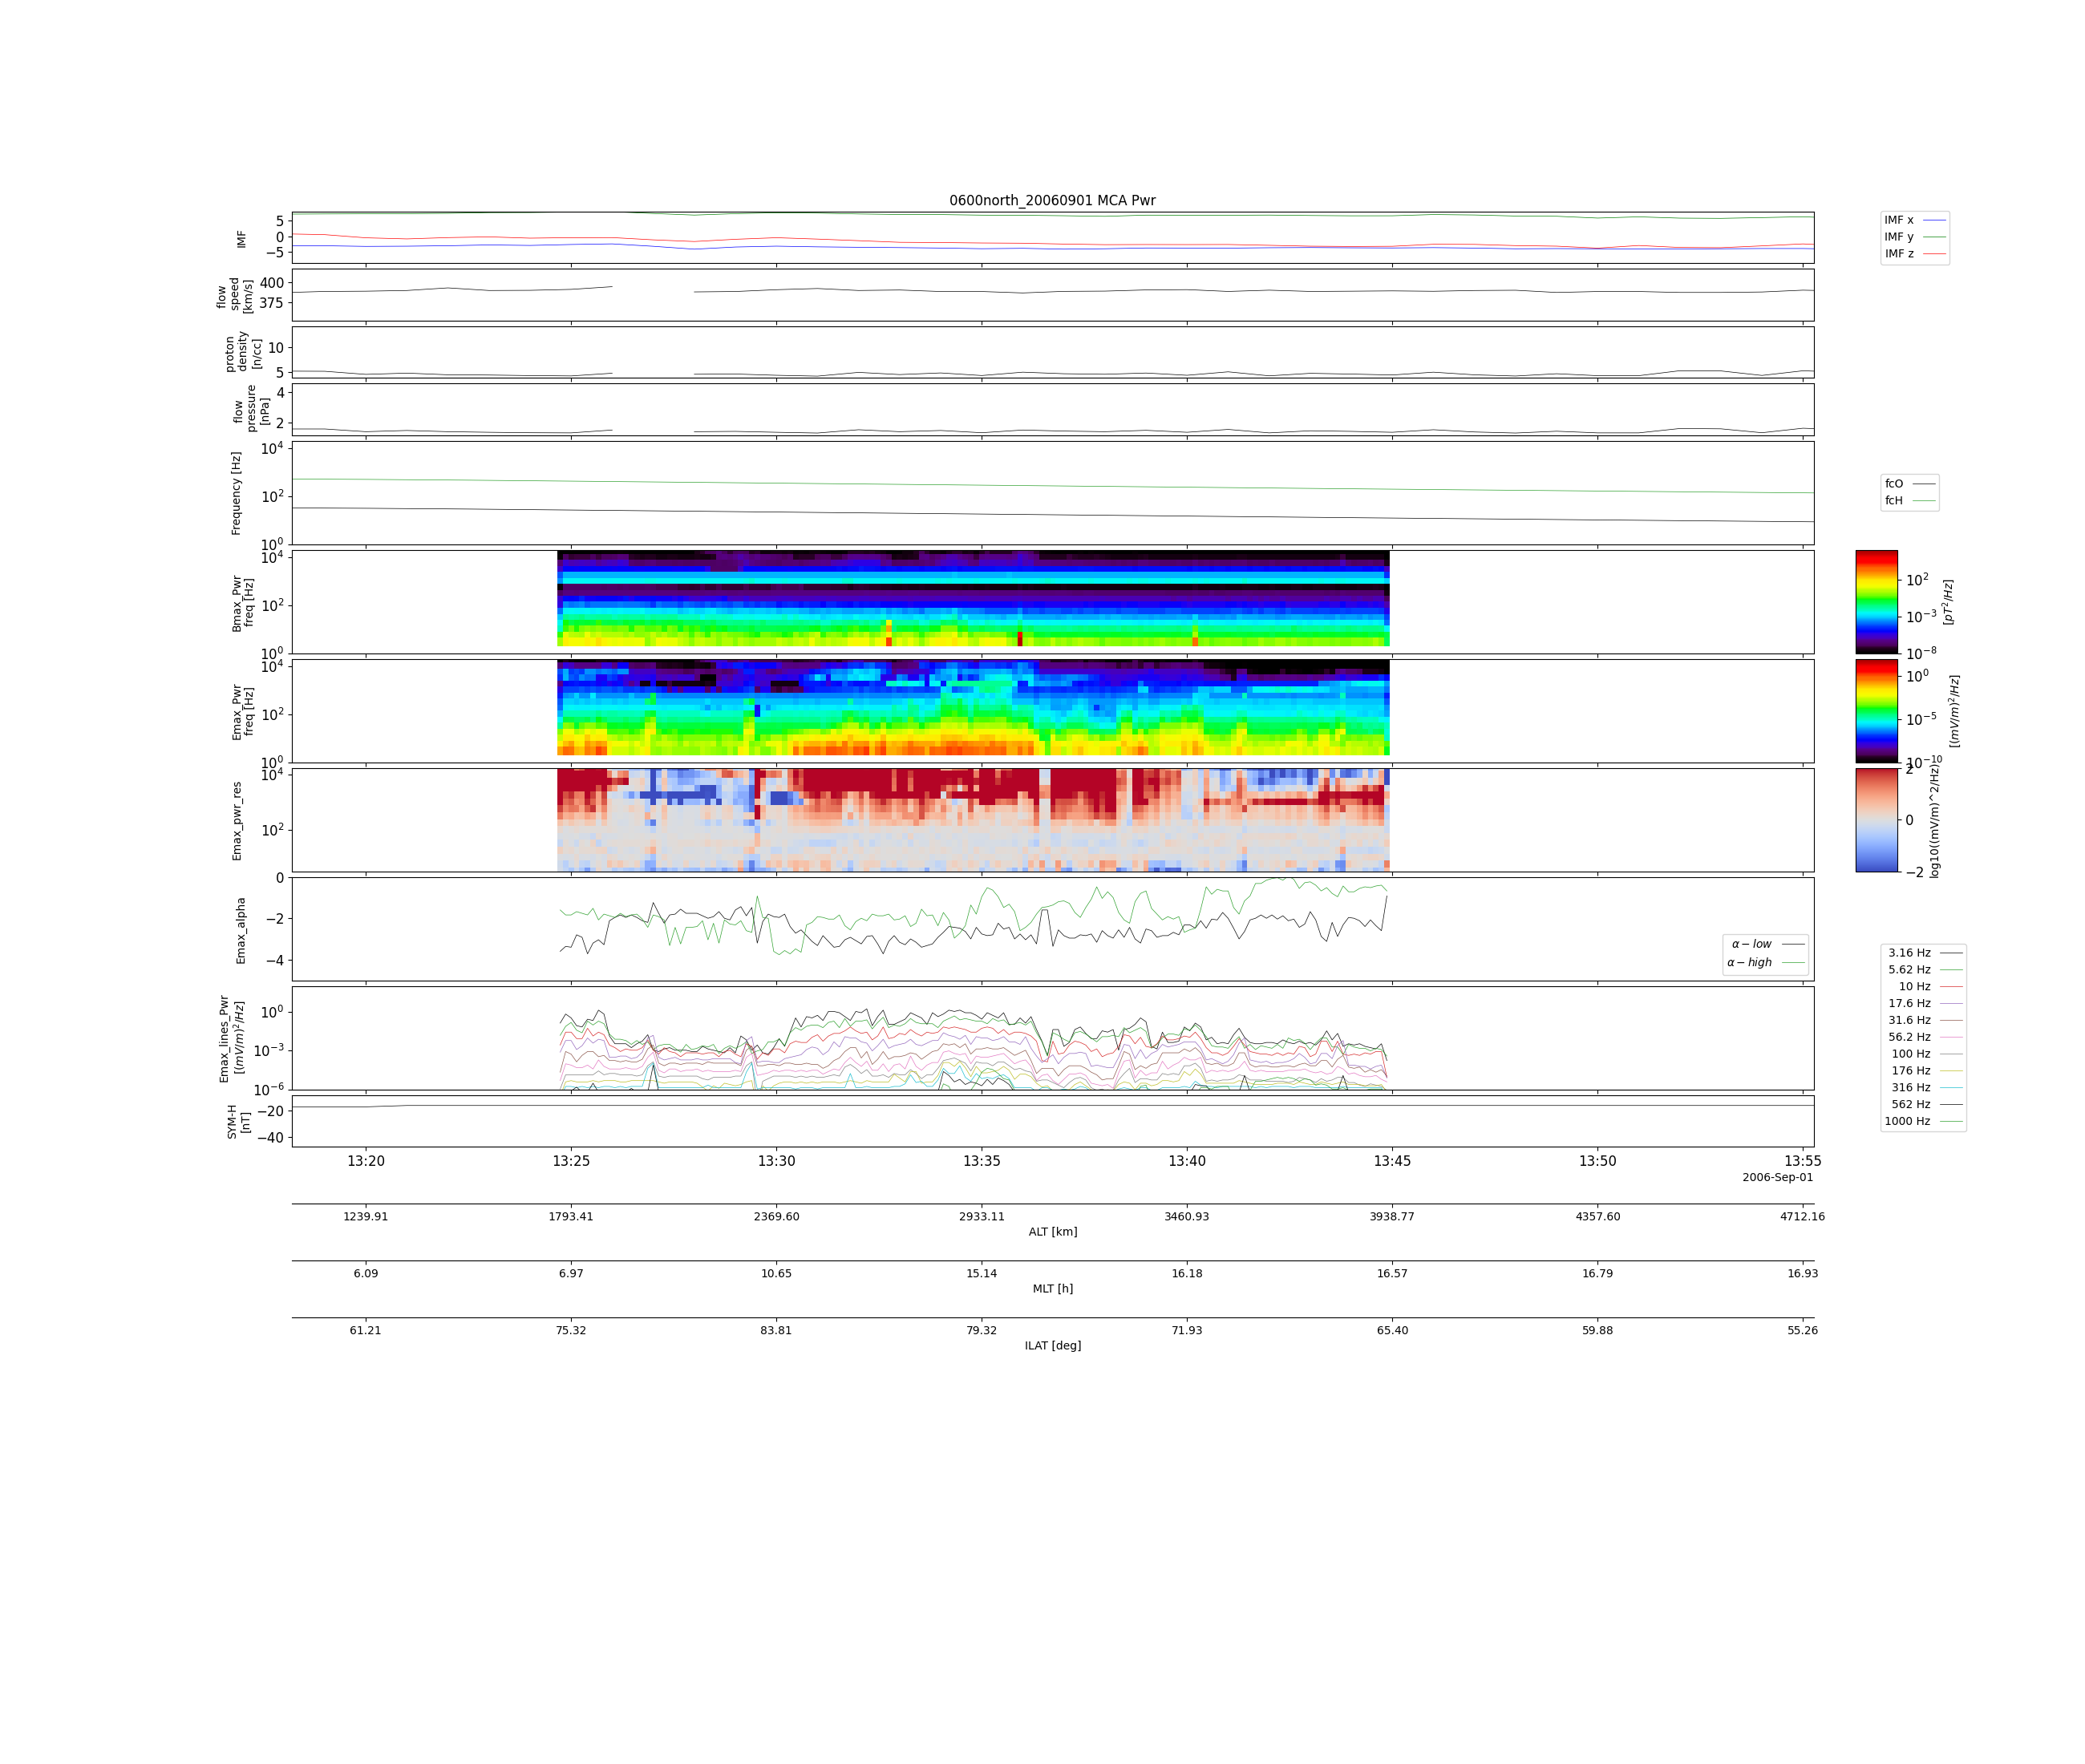 0600north_20060901 MCA Pwr
IMF
5
0
−5
IMF x
IMF y
IMF z
flow
speed
[km/s]
400
375
proton
density
[n/cc]
10
5
flow
pressure
[nPa]
4
2
Frequency [Hz]
10^4
10^2
10^0
fcO
fcH
Bmax_Pwr
freq [Hz]
10^4
10^2
10^0
10^2
10^−3
10^−8
[pT^2/Hz]
Emax_Pwr
freq [Hz]
10^4
10^2
10^0
10^0
10^−5
10^−10
[(mV/m)^2/Hz]
Emax_pwr_res
10^4
10^2
2
0
−2
log10((mV/m)^2/Hz)
Emax_alpha
0
−2
−4
α − low
α − high
Emax_lines_Pwr
[(mV/m)^2/Hz]
10^0
10^−3
10^−6
3.16 Hz
5.62 Hz
10 Hz
17.6 Hz
31.6 Hz
56.2 Hz
100 Hz
176 Hz
316 Hz
562 Hz
1000 Hz
SYM-H
[nT]
−20
−40
13:20 13:25 13:30 13:35 13:40 13:45 13:50 13:55
2006-Sep-01
1239.91 1793.41 2369.60 2933.11 3460.93 3938.77 4357.60 4712.16
ALT [km]
6.09 6.97 10.65 15.14 16.18 16.57 16.79 16.93
MLT [h]
61.21 75.32 83.81 79.32 71.93 65.40 59.88 55.26
ILAT [deg]